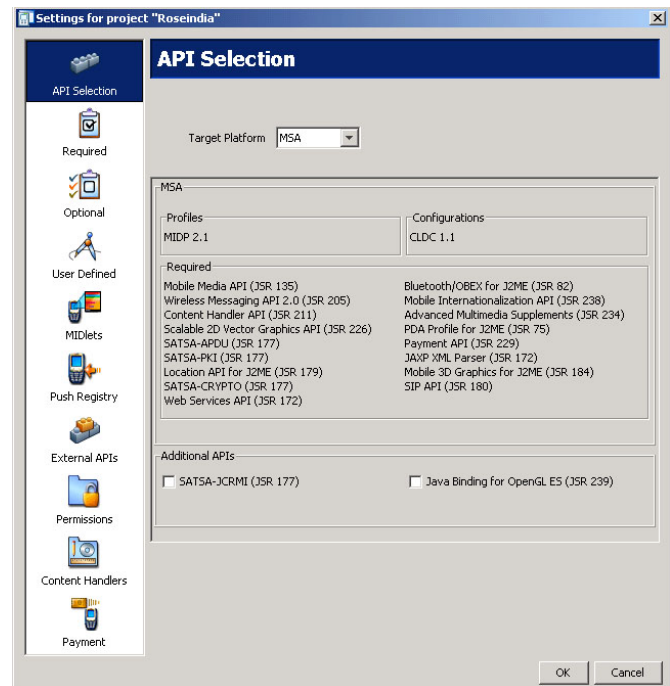 Settings for project "Roseindia"
API Selection
Required
Optional
User Defined
MIDlets
Push Registry
External APIs
Permissions
Content Handlers
Payment
API Selection
Target Platform MSA
MSA
Profiles
MIDP 2.1
Configurations
CLDC 1.1
Required
Mobile Media API (JSR 135)
Wireless Messaging API 2.0 (JSR 205)
Content Handler API (JSR 211)
Scalable 2D Vector Graphics API (JSR 226)
SATSA-APDU (JSR 177)
SATSA-PKI (JSR 177)
Location API for J2ME (JSR 179)
SATSA-CRYPTO (JSR 177)
Web Services API (JSR 172)
Bluetooth/OBEX for J2ME (JSR 82)
Mobile Internationalization API (JSR 238)
Advanced Multimedia Supplements (JSR 234)
PDA Profile for J2ME (JSR 75)
Payment API (JSR 229)
JAXP XML Parser (JSR 172)
Mobile 3D Graphics for J2ME (JSR 184)
SIP API (JSR 180)
Additional APIs
SATSA-JCRMI (JSR 177)
Java Binding for OpenGL ES (JSR 239)
OK
Cancel